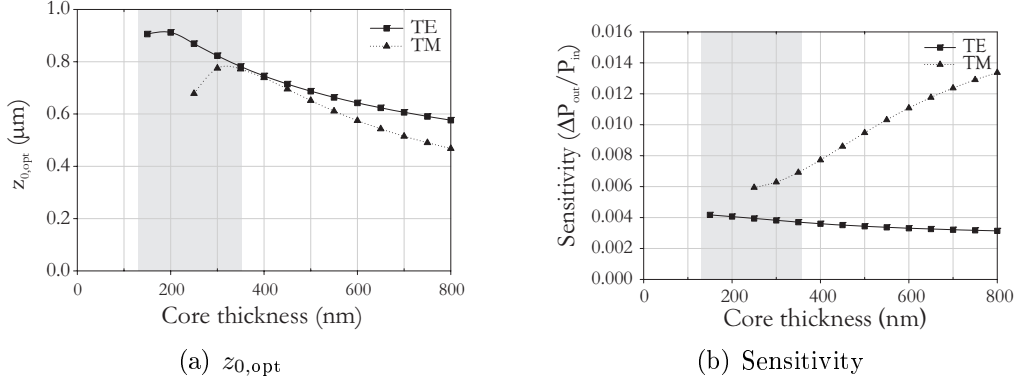 1.0
0.8
0.6
0.4
0.2
0.0
z0,opt (μm)
TE
TM
0 200 400 600 800
Core thickness (nm)
(a) z0,opt
0.016
0.014
0.012
0.010
0.008
0.006
0.004
0.002
0.000
Sensitivity (ΔPout/Pin)
TE
TM
0 200 400 600 800
Core thickness (nm)
(b) Sensitivity